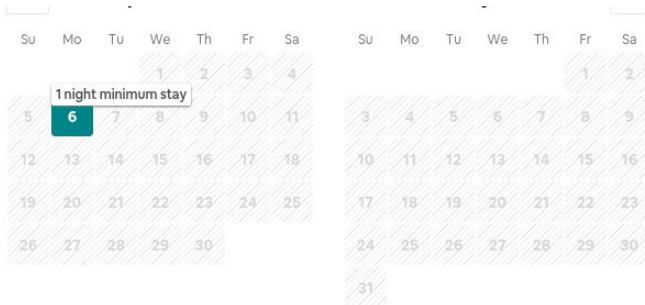 Su Mo Tu We Th Fr Sa
1 2 3 4
1 night minimum stay
5 6 7 8 9 10 11
12 13 14 15 16 17 18
19 20 21 22 23 24 25
26 27 28 29 30
Su Mo Tu We Th Fr Sa
1 2
3 4 5 6 7 8 9
10 11 12 13 14 15 16
17 18 19 20 21 22 23
24 25 26 27 28 29 30
31